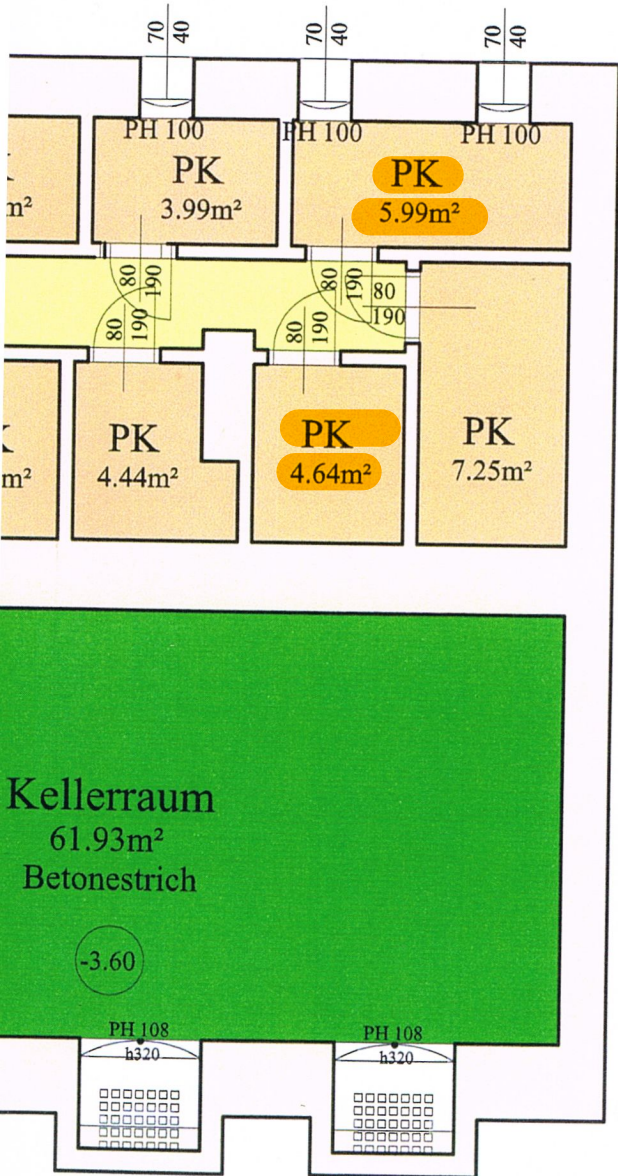 70
40
70
40
70
40
PH 100
PH 100
PH 100
PK
3.99m²
PK
5.99m²
m²
80
190
80
190
80
190
80
190
80
190
PK
4.44m²
PK
4.64m²
PK
7.25m²
m²
Kellerraum
61.93m²
Betonestrich
-3.60
PH 108
h320
PH 108
h320